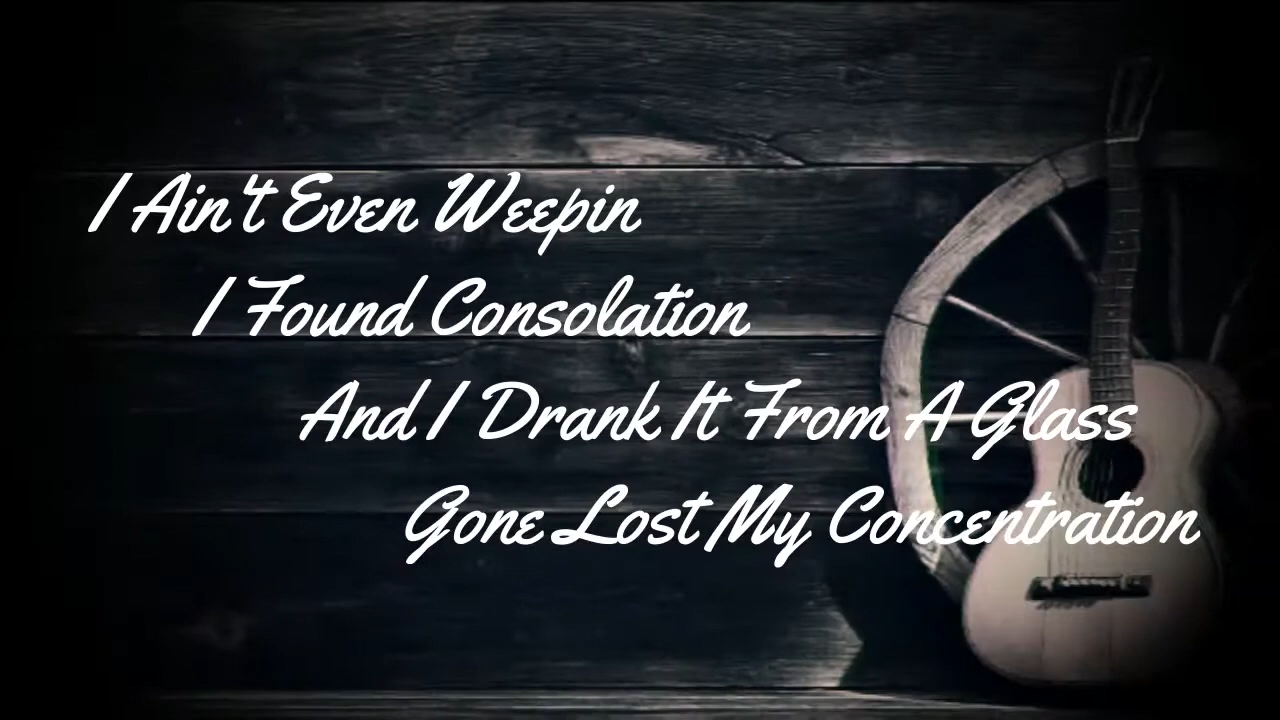 I Ain't Even Weepin
I Found Consolation
And I Drank It From A Glass
Gone Lost My Concentration